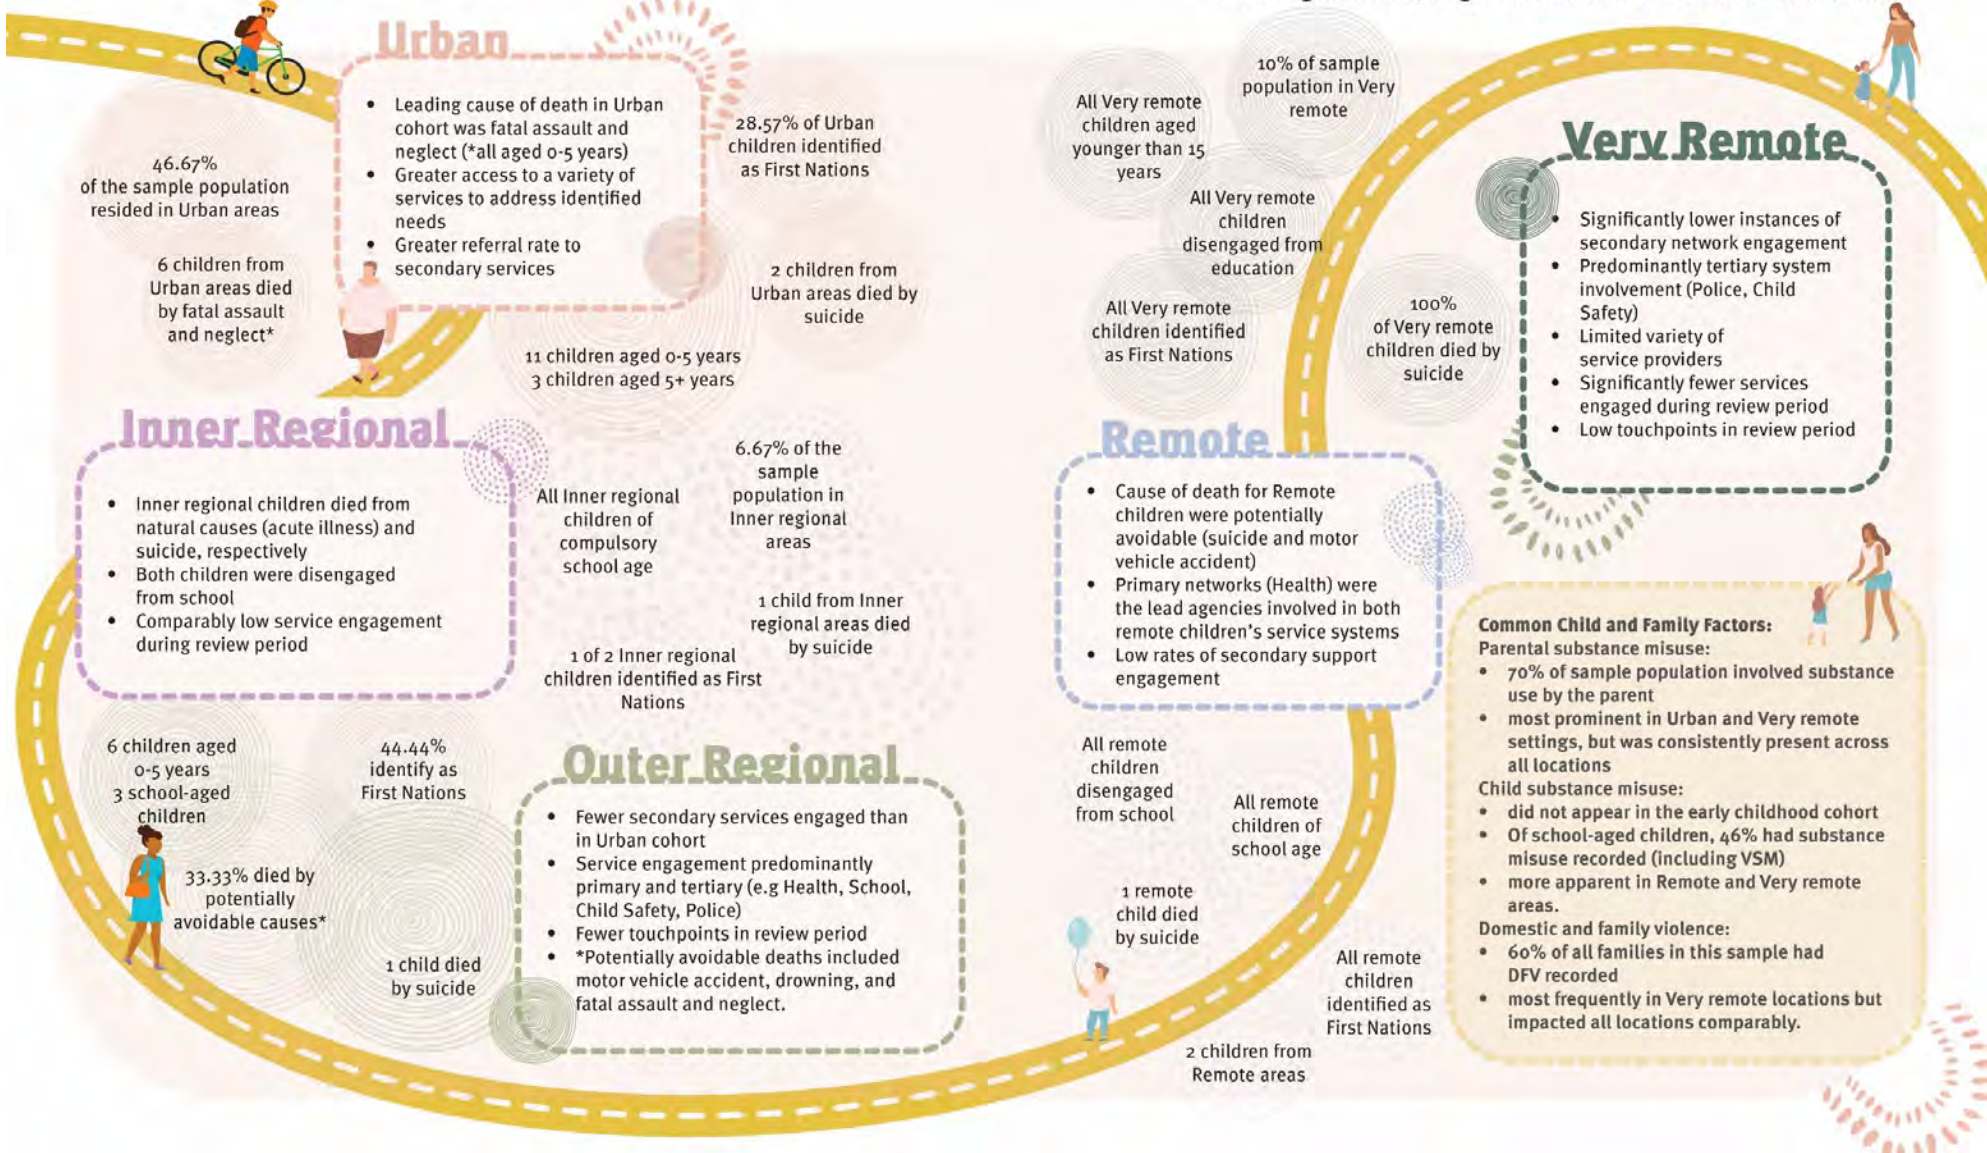 Urban
• Leading cause of death in Urban
cohort was fatal assault and
neglect (*all aged 0-5 years)
• Greater access to a variety of
services to address identified
needs
• Greater referral rate to
secondary services
46.67%
of the sample population
resided in Urban areas
6 children from
Urban areas died
by fatal assault
and neglect*
28.57% of Urban
children identified
as First Nations
2 children from
Urban areas died by
suicide
11 children aged 0-5 years
3 children aged 5+ years
Inner Regional
• Inner regional children died from
natural causes (acute illness) and
suicide, respectively
• Both children were disengaged
from school
• Comparably low service engagement
during review period
All Inner regional
children of
compulsory
school age
6.67% of the
sample
population in
Inner regional
areas
1 child from Inner
regional areas died
by suicide
1 of 2 Inner regional
children identified as First
Nations
6 children aged
0-5 years
3 school-aged
children
44.44%
identify as
First Nations
33.33% died by
potentially
avoidable causes*
1 child died
by suicide
Outer Regional
• Fewer secondary services engaged than
in Urban cohort
• Service engagement predominantly
primary and tertiary (e.g Health, School,
Child Safety, Police)
• Fewer touchpoints in review period
• *Potentially avoidable deaths included
motor vehicle accident, drowning, and
fatal assault and neglect.
Remote
• Cause of death for Remote
children were potentially
avoidable (suicide and motor
vehicle accident)
• Primary networks (Health) were
the lead agencies involved in both
remote children's service systems
• Low rates of secondary support
engagement
All remote
children
disengaged
from school
All remote
children of
school age
1 remote
child died
by suicide
All remote
children
identified as
First Nations
2 children from
Remote areas
All Very remote
children aged
younger than 15
years
10% of sample
population in Very
remote
All Very remote
children
disengaged from
education
All Very remote
children identified
as First Nations
100%
of Very remote
children died by
suicide
Very Remote
• Significantly lower instances of
secondary network engagement
• Predominantly tertiary system
involvement (Police, Child
Safety)
• Limited variety of
service providers
• Significantly fewer services
engaged during review period
• Low touchpoints in review period
Common Child and Family Factors:
Parental substance misuse:
• 70% of sample population involved substance
use by the parent
• most prominent in Urban and Very remote
settings, but was consistently present across
all locations
Child substance misuse:
• did not appear in the early childhood cohort
• Of school-aged children, 46% had substance
misuse recorded (including VSM)
• more apparent in Remote and Very remote
areas.
Domestic and family violence:
• 60% of all families in this sample had
DFV recorded
• most frequently in Very remote locations but
impacted all locations comparably.